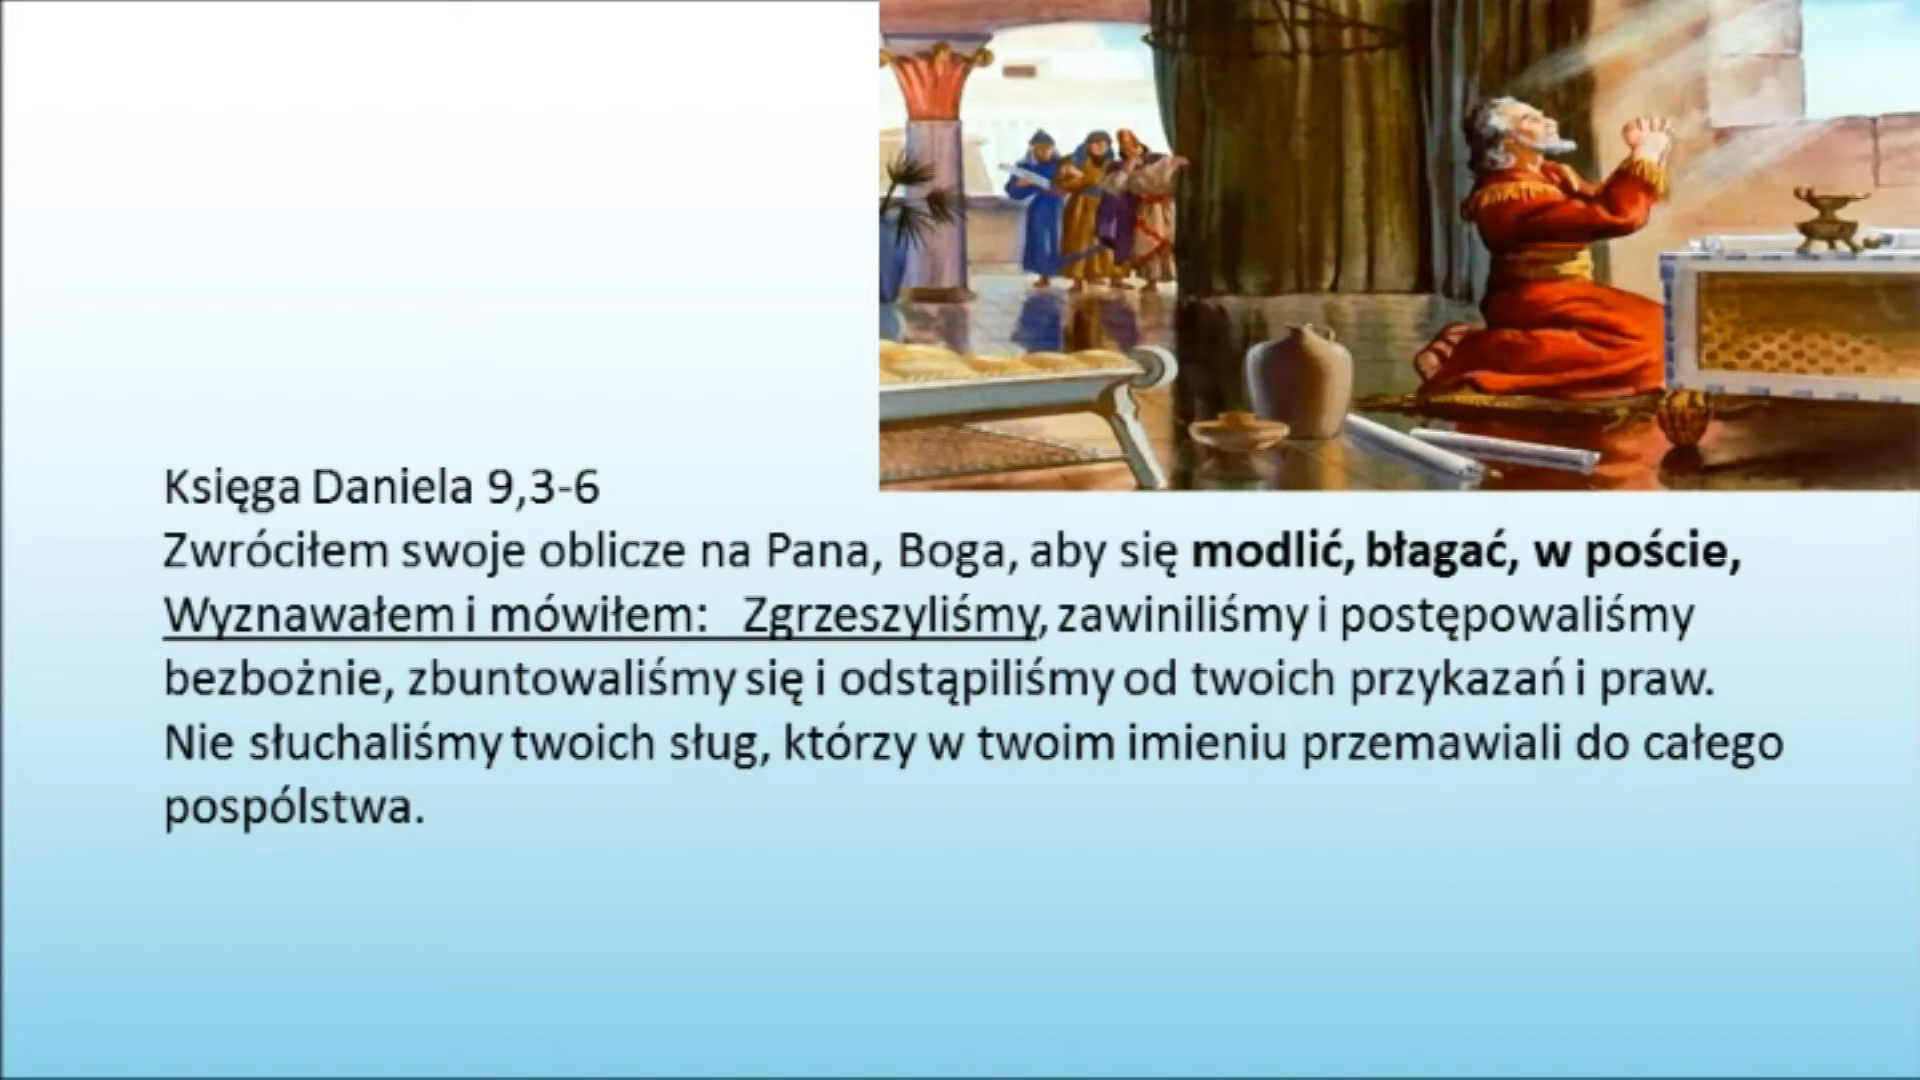 Księga Daniela 9,3-6
Zwróciłem swoje oblicze na Pana, Boga, aby się modlić, błagać, w poście,
Wyznawałem i mówiłem: Zgrzeszyliśmy, zawiniliśmy i postępowaliśmy
bezbożnie, zbuntowaliśmy się i odstąpiliśmy od twoich przykazań i praw.
Nie słuchaliśmy twoich sług, którzy w twoim imieniu przemawiali do całego
pospólstwa.